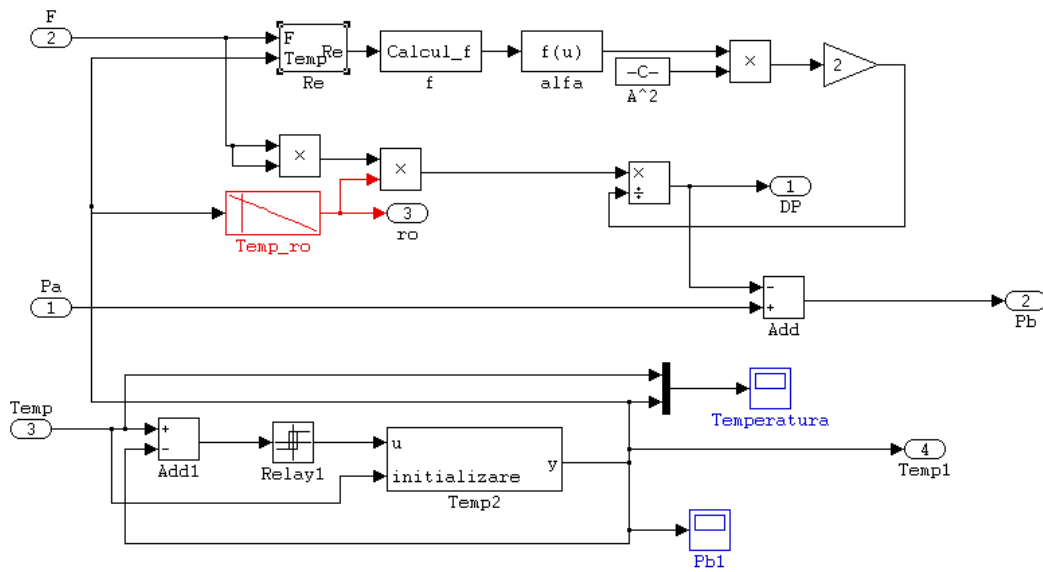 F
2
F
Temp
Re
Re
Calcul_f
f
f(u)
alfa
-C-
A^2
×
2
×
×
Temp_ro
3
ro
×
÷
1
DP
Pa
1
−
+
Add
2
Pb
Temp
3
+
−
Add1
Relay1
u
initializare
y
Temp2
Temperatura
4
Temp1
Pb1